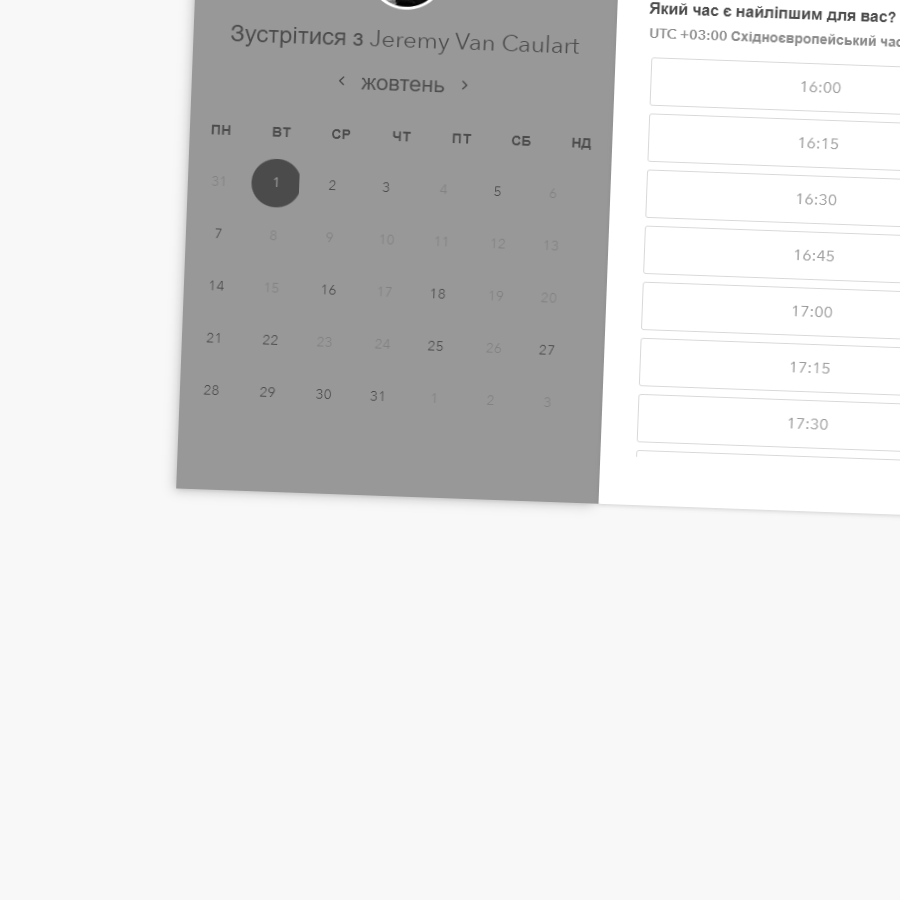 Зустрітися з Jeremy Van Caulart
‹ жовтень ›
ПН ВТ СР ЧТ ПТ СБ НД
31 1 2 3 4 5 6
7 8 9 10 11 12 13
14 15 16 17 18 19 20
21 22 23 24 25 26 27
28 29 30 31 1 2 3
Який час є найліпшим для вас?
UTC +03:00 Східноєвропейський час
16:00
16:15
16:30
16:45
17:00
17:15
17:30